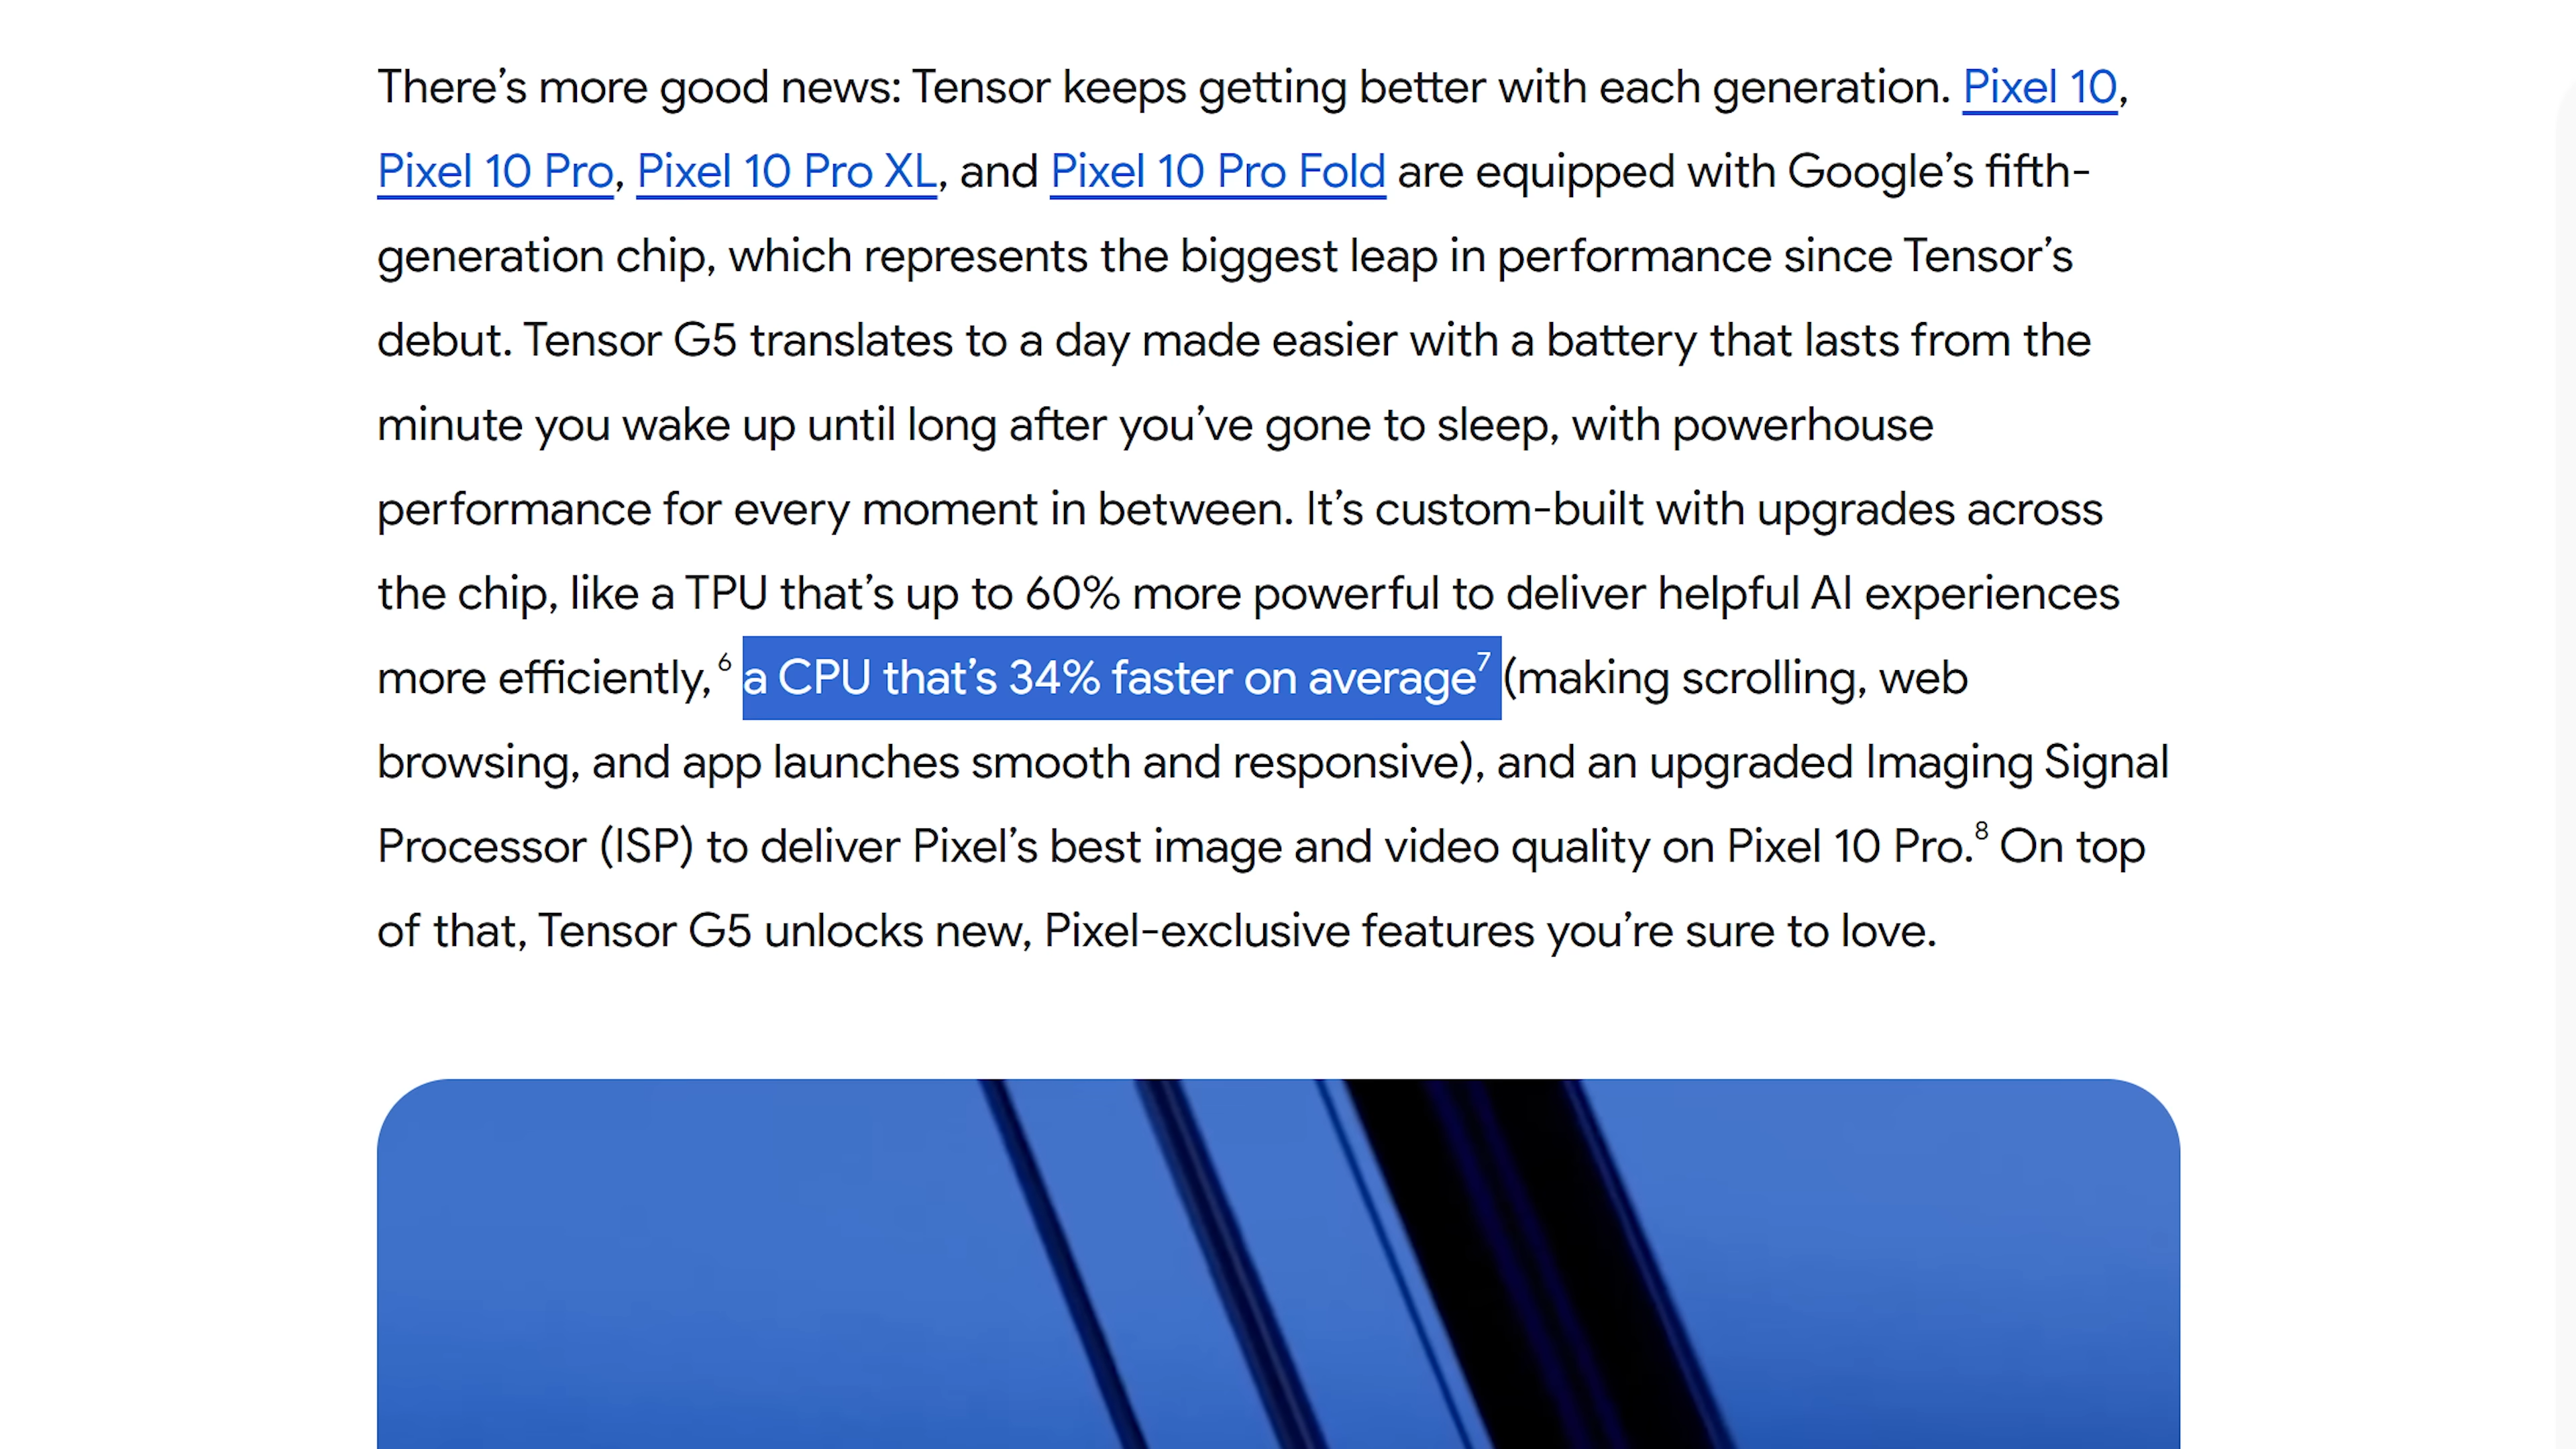 There’s more good news: Tensor keeps getting better with each generation. Pixel 10,
Pixel 10 Pro, Pixel 10 Pro XL, and Pixel 10 Pro Fold are equipped with Google’s fifth-
generation chip, which represents the biggest leap in performance since Tensor’s
debut. Tensor G5 translates to a day made easier with a battery that lasts from the
minute you wake up until long after you’ve gone to sleep, with powerhouse
performance for every moment in between. It’s custom-built with upgrades across
the chip, like a TPU that’s up to 60% more powerful to deliver helpful AI experiences
more efficiently,⁶ a CPU that’s 34% faster on average⁷ (making scrolling, web
browsing, and app launches smooth and responsive), and an upgraded Imaging Signal
Processor (ISP) to deliver Pixel’s best image and video quality on Pixel 10 Pro.⁸ On top
of that, Tensor G5 unlocks new, Pixel-exclusive features you’re sure to love.